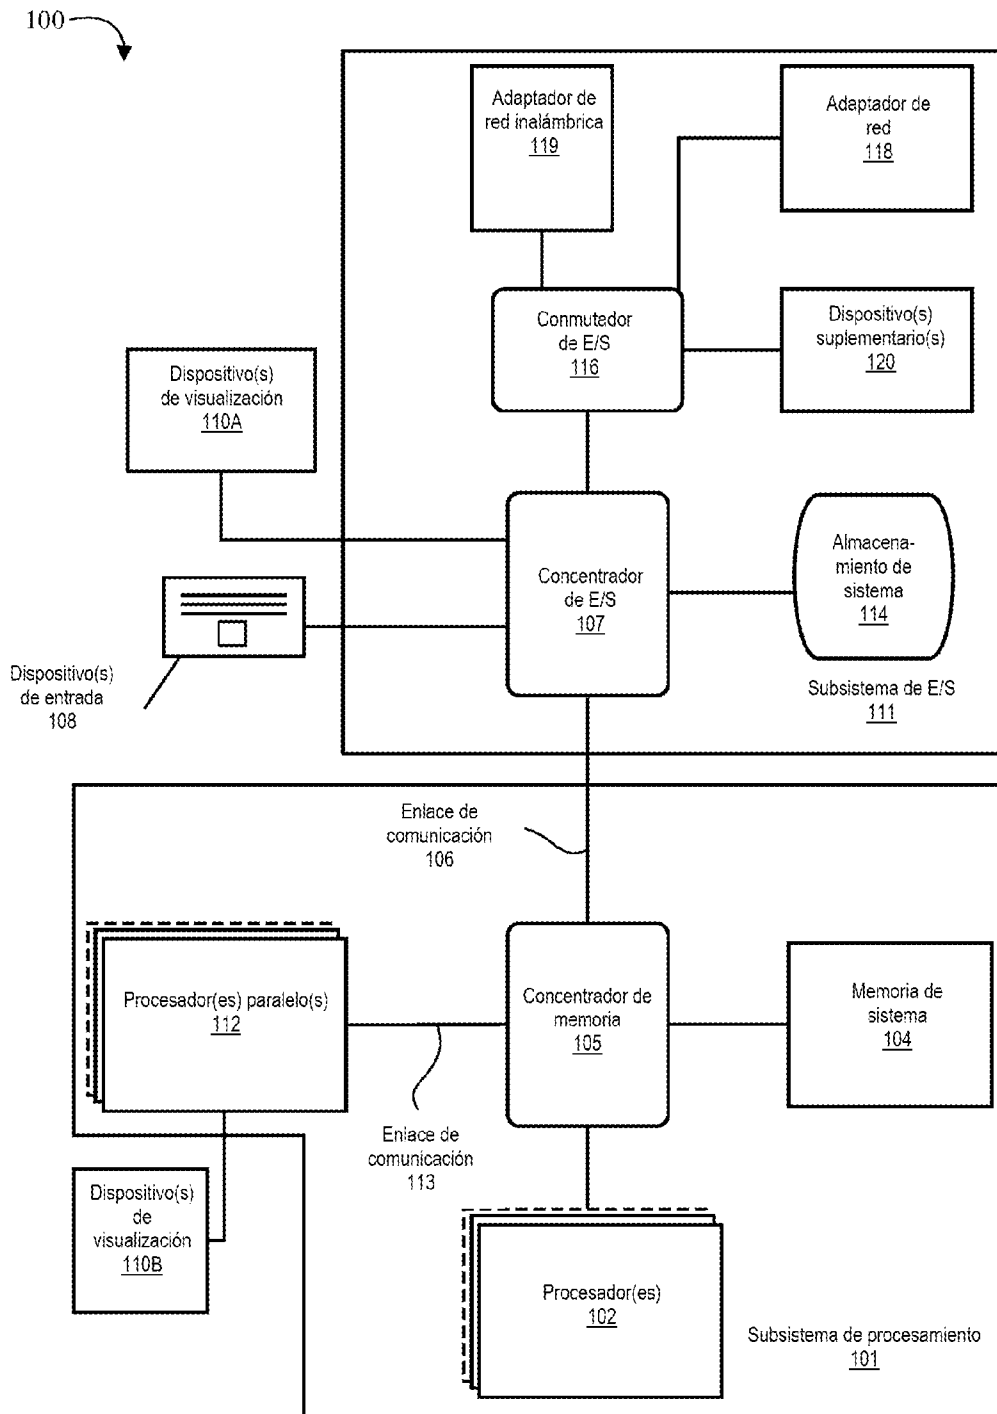 100
Adaptador de
red inalámbrica
119
Adaptador de
red
118
Conmutador
de E/S
116
Dispositivo(s)
suplementario(s)
120
Dispositivo(s)
de visualización
110A
Concentrador
de E/S
107
Almacena-
miento de
sistema
114
Dispositivo(s)
de entrada
108
Subsistema de E/S
111
Enlace de
comunicación
106
Procesador(es) paralelo(s)
112
Concentrador de
memoria
105
Memoria de
sistema
104
Enlace de
comunicación
113
Dispositivo(s)
de
visualización
110B
Procesador(es)
102
Subsistema de procesamiento
101